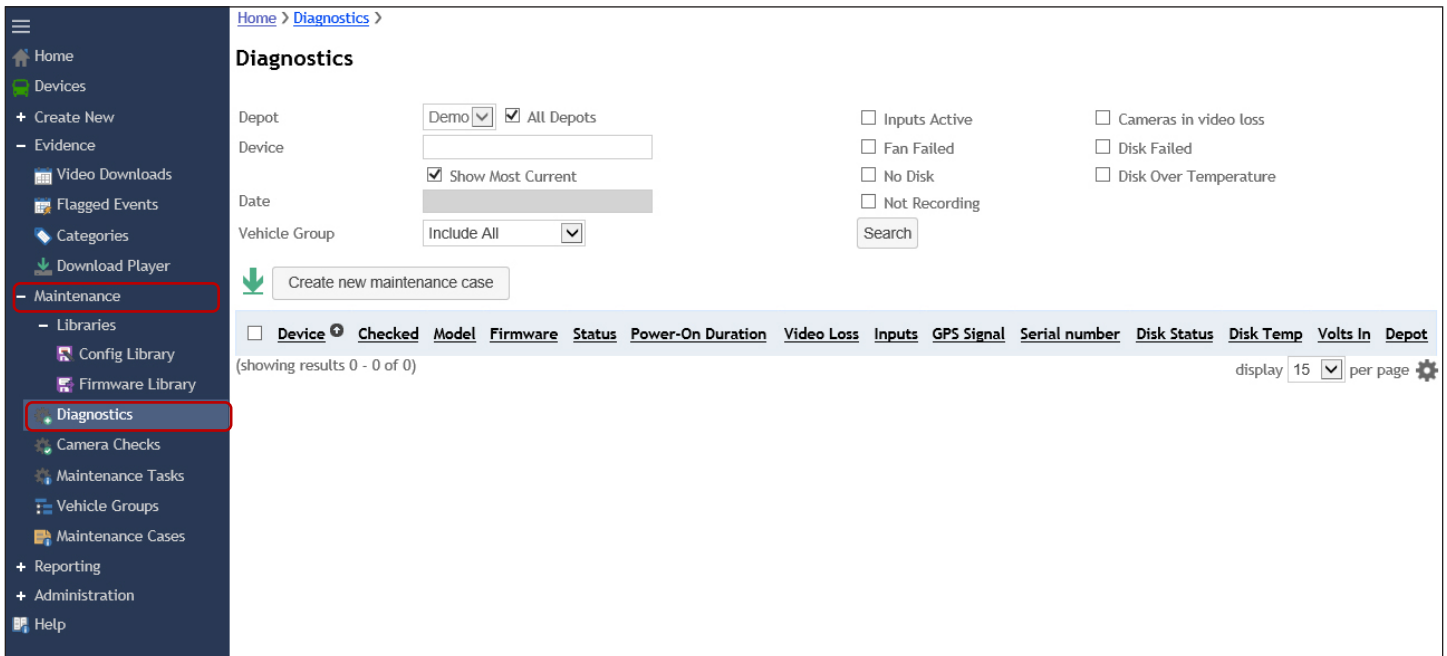 Home
Devices
+ Create New
− Evidence
Video Downloads
Flagged Events
Categories
Download Player
− Maintenance
− Libraries
Config Library
Firmware Library
Diagnostics
Camera Checks
Maintenance Tasks
Vehicle Groups
Maintenance Cases
+ Reporting
+ Administration
Help
Home > Diagnostics >
Diagnostics
Depot Demo All Depots
Device
Show Most Current
Date
Vehicle Group Include All
Inputs Active Cameras in video loss
Fan Failed Disk Failed
No Disk Disk Over Temperature
Not Recording
Search
Create new maintenance case
Device Checked Model Firmware Status Power-On Duration Video Loss Inputs GPS Signal Serial number Disk Status Disk Temp Volts In Depot
(showing results 0 - 0 of 0) display 15 per page